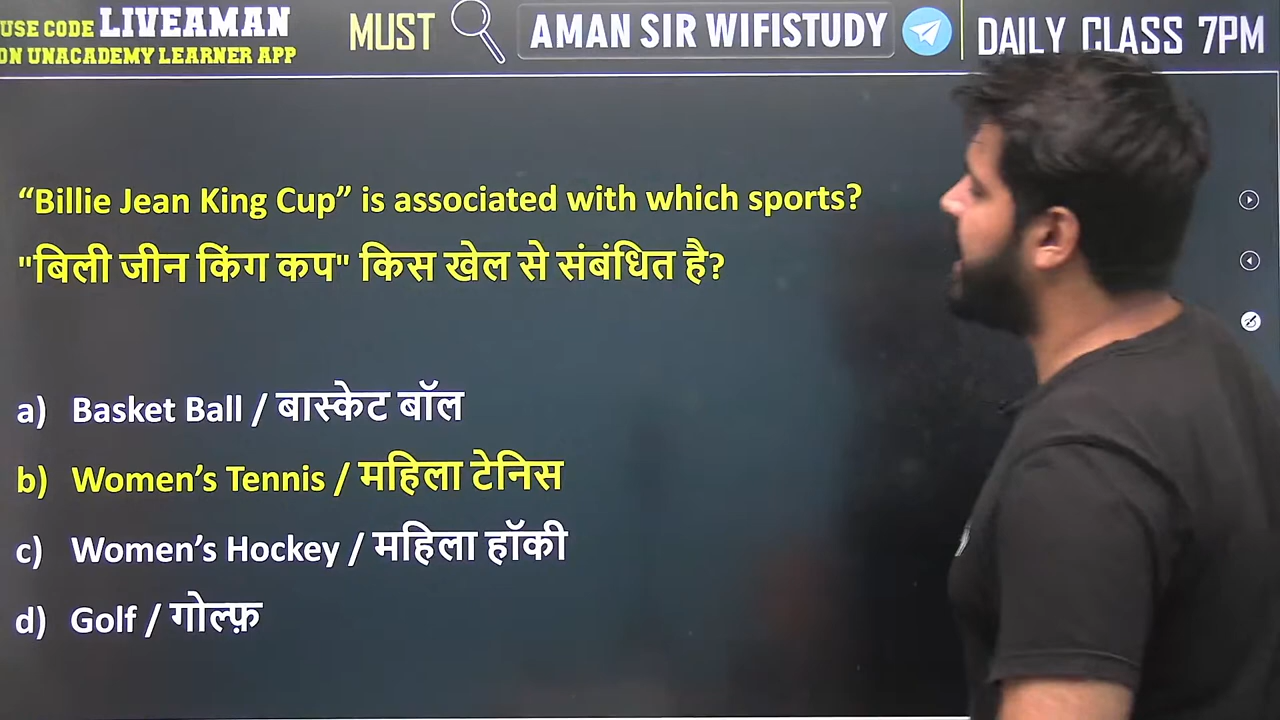 USE CODE LIVEAMAN
ON UNACADEMY LEARNER APP
MUST
AMAN SIR WIFISTUDY
DAILY CLASS 7PM
“Billie Jean King Cup” is associated with which sports?
"बिली जीन किंग कप" किस खेल से संबंधित है?
a) Basket Ball / बास्केट बॉल
b) Women’s Tennis / महिला टेनिस
c) Women’s Hockey / महिला हॉकी
d) Golf / गोल्फ़